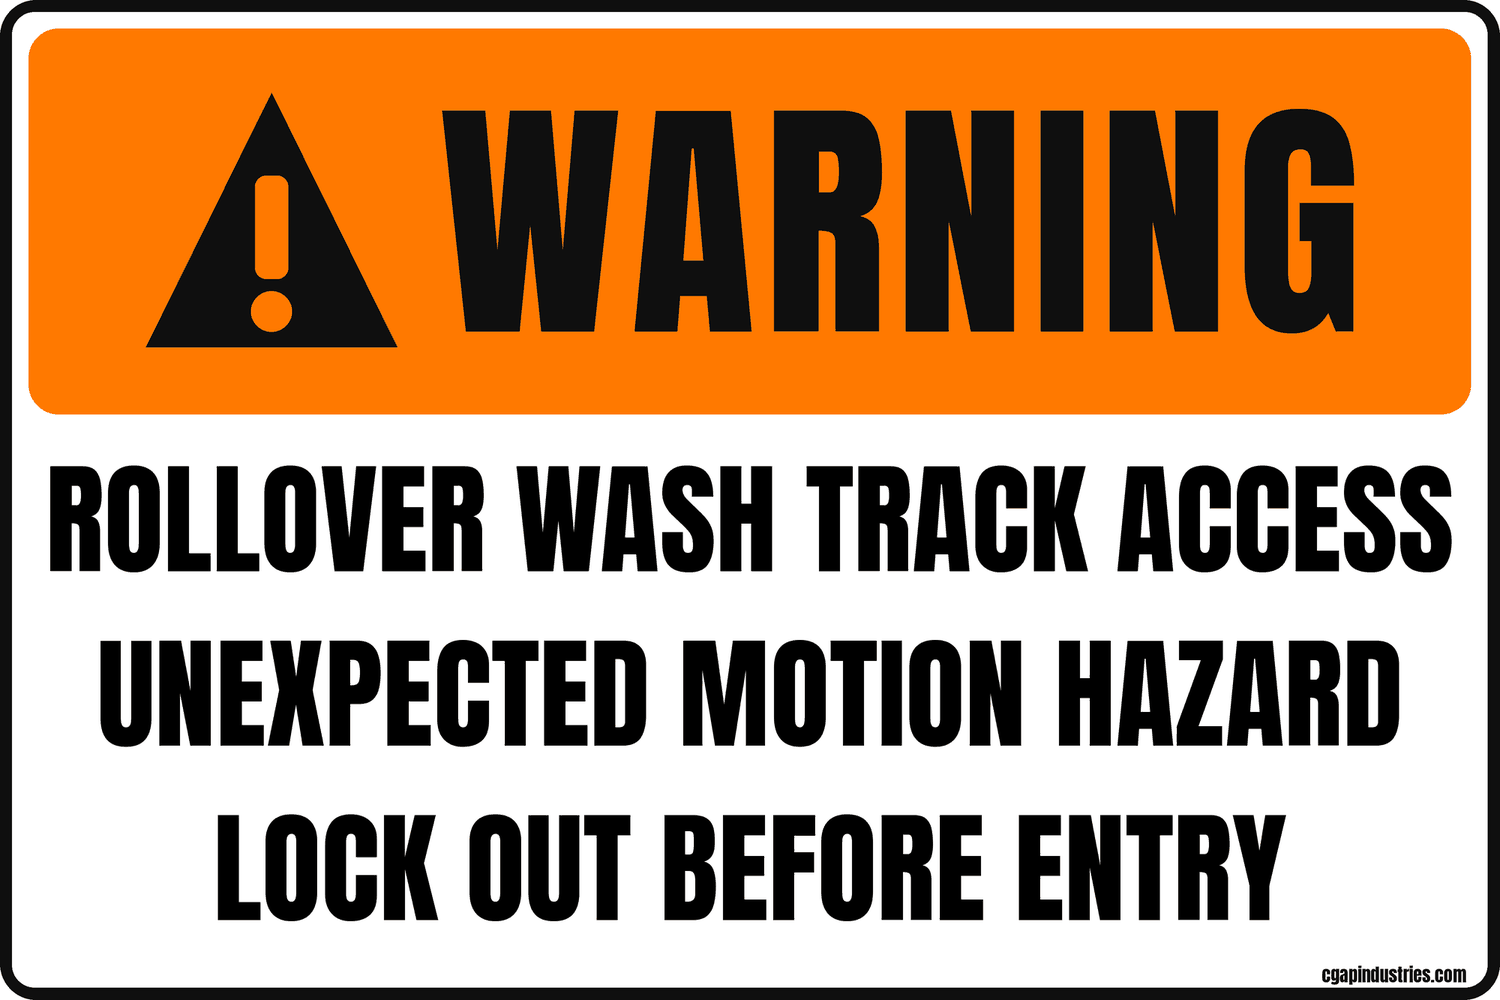 WARNING
ROLLOVER WASH TRACK ACCESS
UNEXPECTED MOTION HAZARD
LOCK OUT BEFORE ENTRY
cgapindustries.com